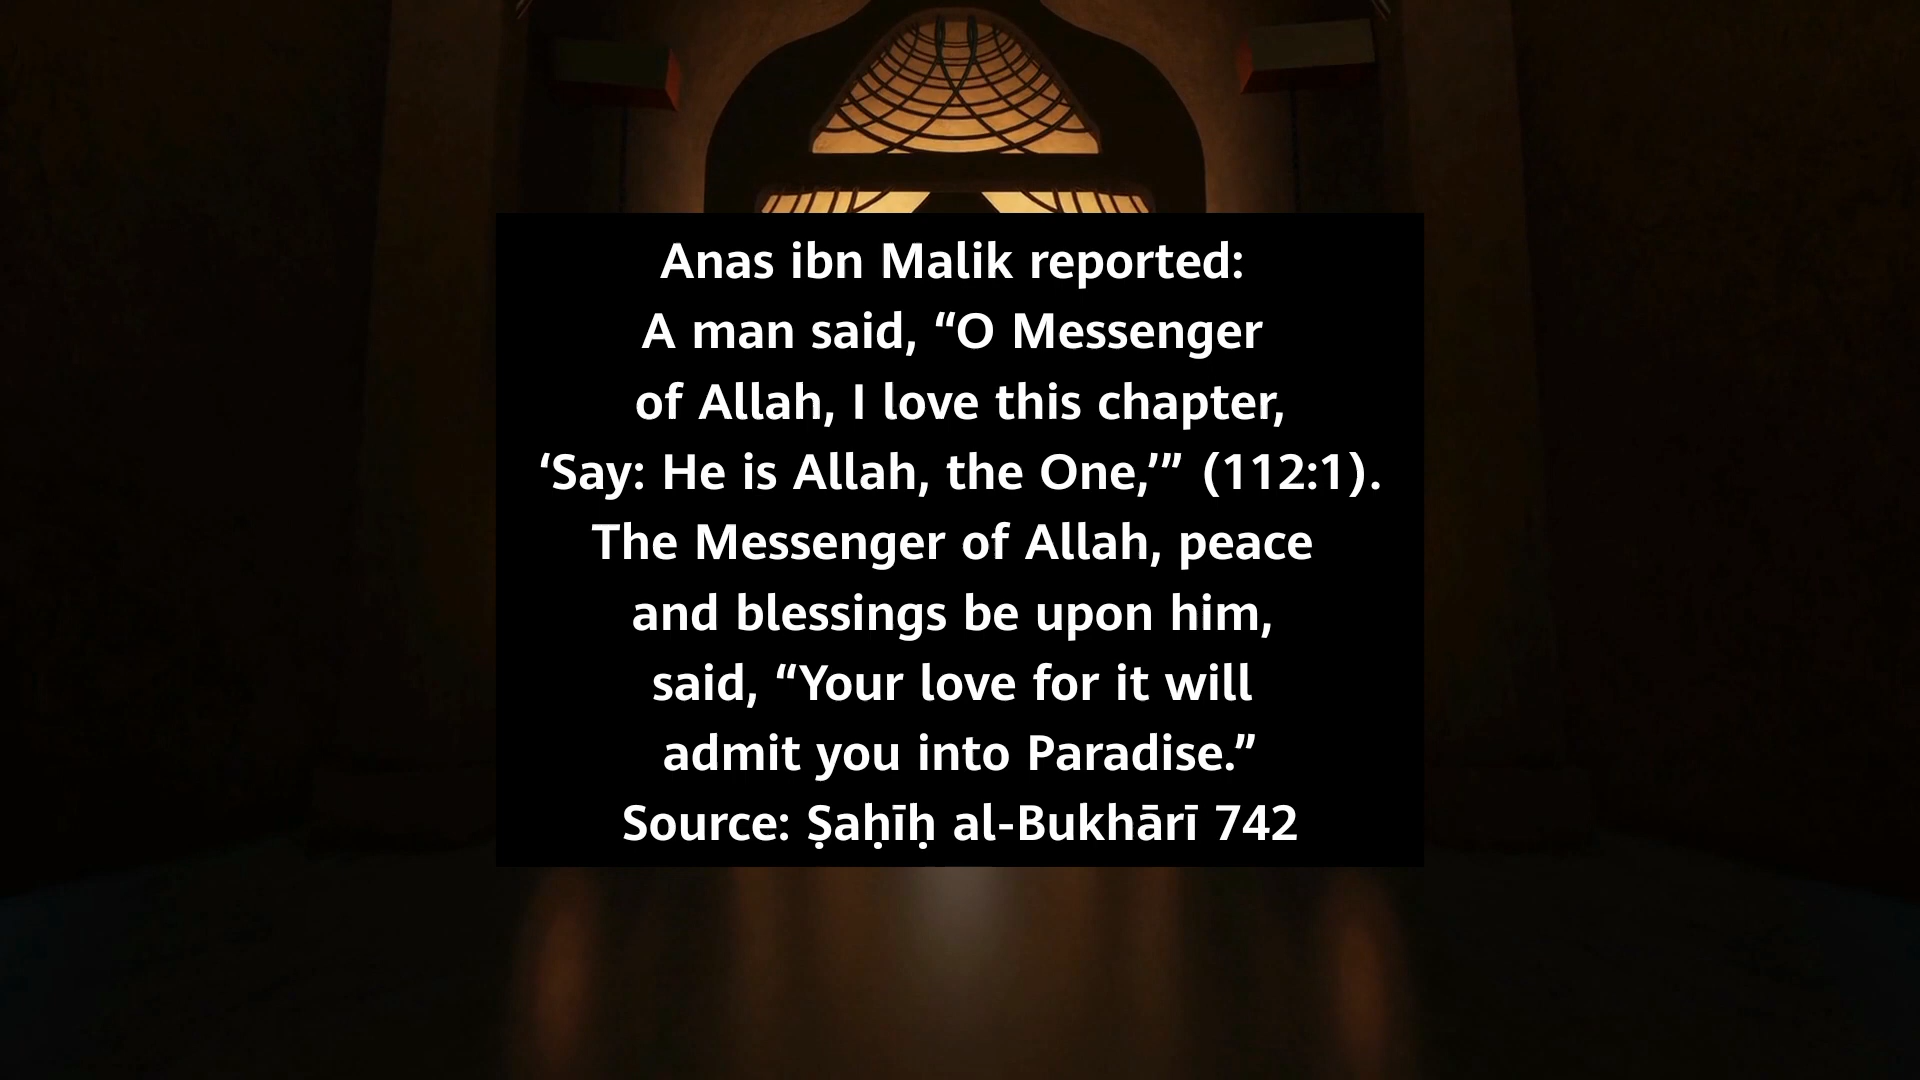 Anas ibn Malik reported:
A man said, “O Messenger
of Allah, I love this chapter,
‘Say: He is Allah, the One,’” (112:1).
The Messenger of Allah, peace
and blessings be upon him,
said, “Your love for it will
admit you into Paradise.”
Source: Ṣaḥīḥ al-Bukhārī 742